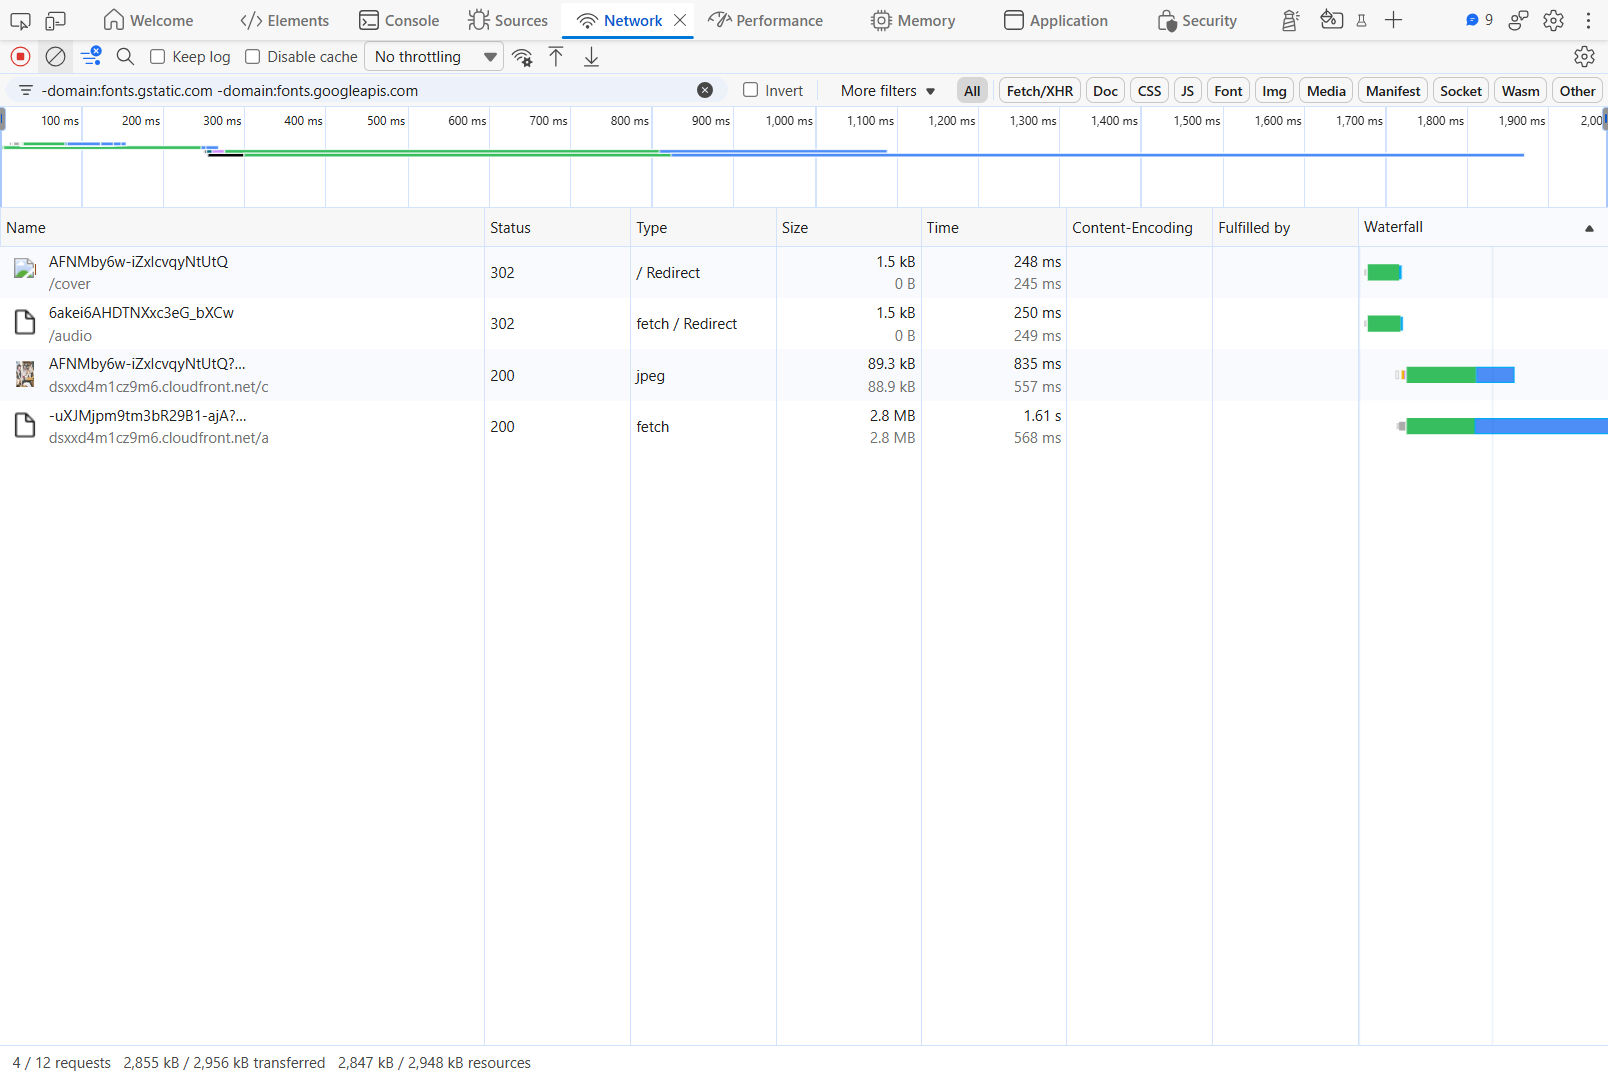 Welcome
Elements
Console
Sources
Network
Performance
Memory
Application
Security
9
Keep log
Disable cache
No throttling
-domain:fonts.gstatic.com -domain:fonts.googleapis.com
Invert
More filters
All
Fetch/XHR
Doc
CSS
JS
Font
Img
Media
Manifest
Socket
Wasm
Other
100 ms
200 ms
300 ms
400 ms
500 ms
600 ms
700 ms
800 ms
900 ms
1,000 ms
1,100 ms
1,200 ms
1,300 ms
1,400 ms
1,500 ms
1,600 ms
1,700 ms
1,800 ms
1,900 ms
2,00
Name
Status
Type
Size
Time
Content-Encoding
Fulfilled by
Waterfall
AFNMby6w-iZxlcvqyNtUtQ
/cover
302
/ Redirect
1.5 kB
0 B
248 ms
245 ms
6akei6AHDTNXxc3eG_bXCw
/audio
302
fetch / Redirect
1.5 kB
0 B
250 ms
249 ms
AFNMby6w-iZxlcvqyNtUtQ?...
dsxxd4m1cz9m6.cloudfront.net/c
200
jpeg
89.3 kB
88.9 kB
835 ms
557 ms
-uXJMjpm9tm3bR29B1-ajA?...
dsxxd4m1cz9m6.cloudfront.net/a
200
fetch
2.8 MB
2.8 MB
1.61 s
568 ms
4 / 12 requests
2,855 kB / 2,956 kB transferred
2,847 kB / 2,948 kB resources